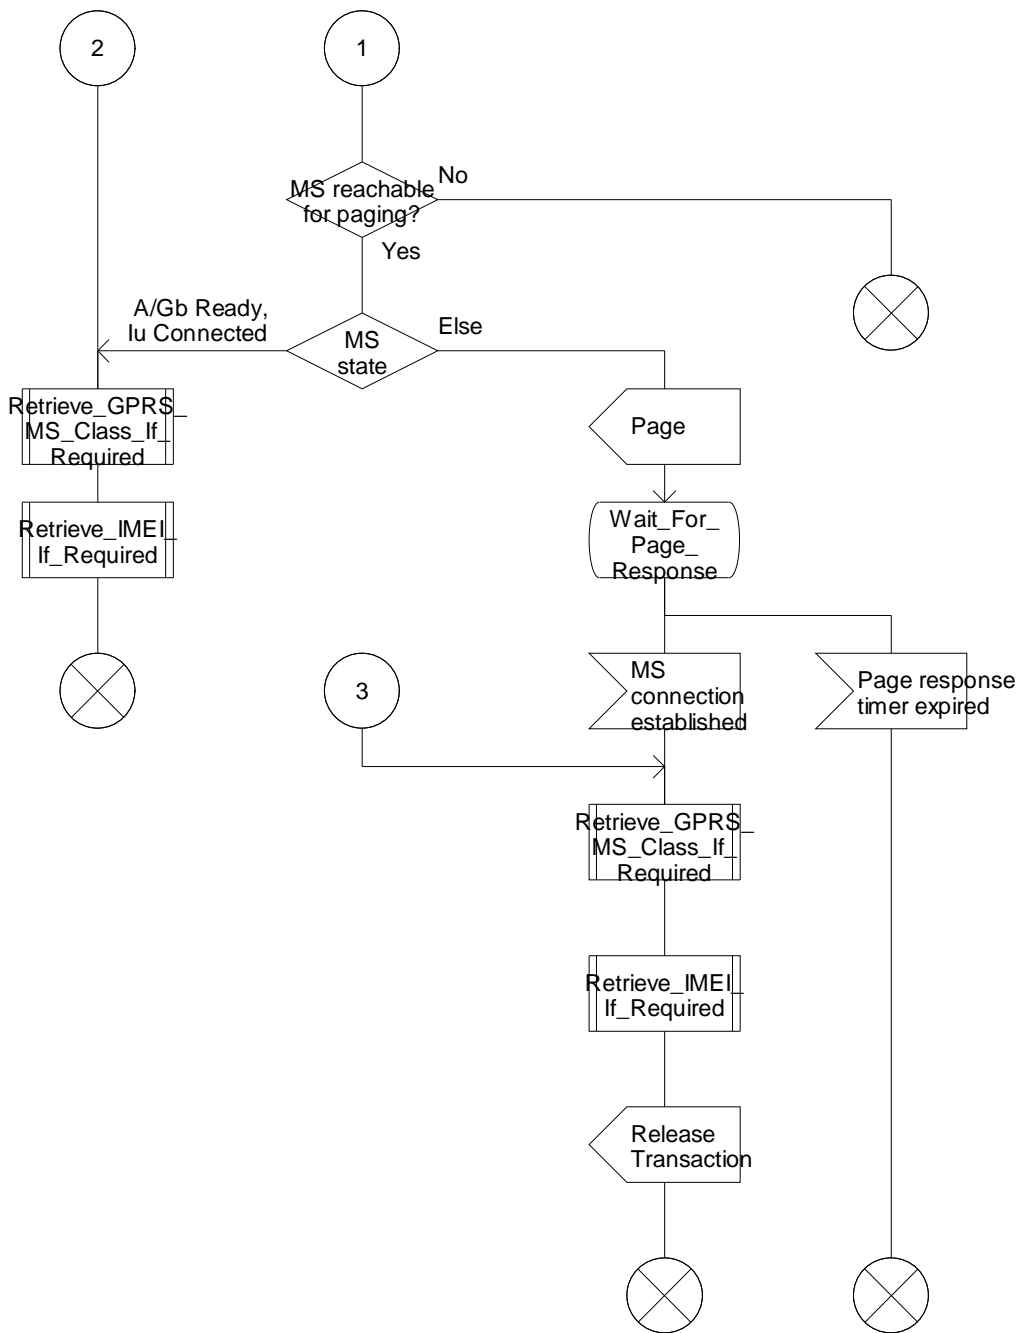 2
1
MS reachable
for paging?
No
Yes
A/Gb Ready,
Iu Connected
MS
state
Else
Retrieve_GPRS_
MS_Class_If_
Required
Page
Retrieve_IMEI_
If_Required
Wait_For_
Page_
Response
3
MS
connection
established
Page response
timer expired
Retrieve_GPRS_
MS_Class_If_
Required
Retrieve_IMEI_
If_Required
Release
Transaction